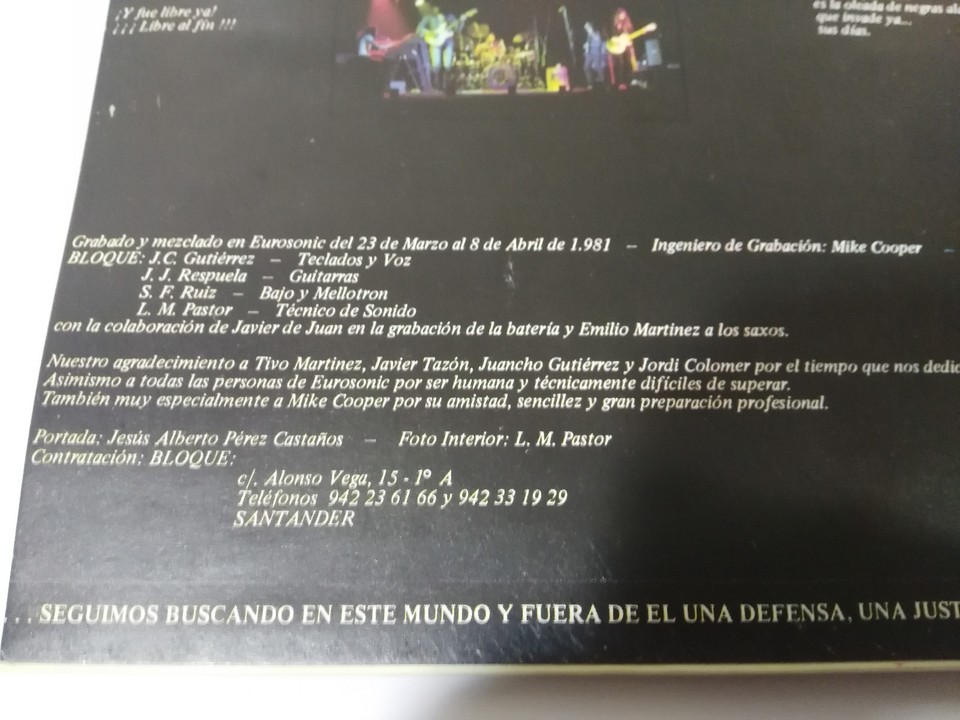 ¡Y fue libre ya!
¡¡¡ Libre al fin !!!
es la oleada de negras
que invade ya...
sus días.
Grabado y mezclado en Eurosonic del 23 de Marzo al 8 de Abril de 1.981 — Ingeniero de Grabación: Mike Cooper —
BLOQUE: J.C. Gutiérrez — Teclados y Voz
J. J. Respuela — Guitarras
S. F. Ruiz — Bajo y Mellotron
L. M. Pastor — Técnico de Sonido
con la colaboración de Javier de Juan en la grabación de la batería y Emilio Martinez a los saxos.
Nuestro agradecimiento a Tivo Martinez, Javier Tazón, Juancho Gutiérrez y Jordi Colomer por el tiempo que nos dedic
Asimismo a todas las personas de Eurosonic por ser humana y técnicamente difíciles de superar.
También muy especialmente a Mike Cooper por su amistad, sencillez y gran preparación profesional.
Portada: Jesús Alberto Pérez Castaños — Foto Interior: L. M. Pastor
Contratación: BLOQUE:
c/. Alonso Vega, 15 - 1º A
Teléfonos 942 23 61 66 y 942 33 19 29
SANTANDER
...SEGUIMOS BUSCANDO EN ESTE MUNDO Y FUERA DE EL UNA DEFENSA, UNA JUST